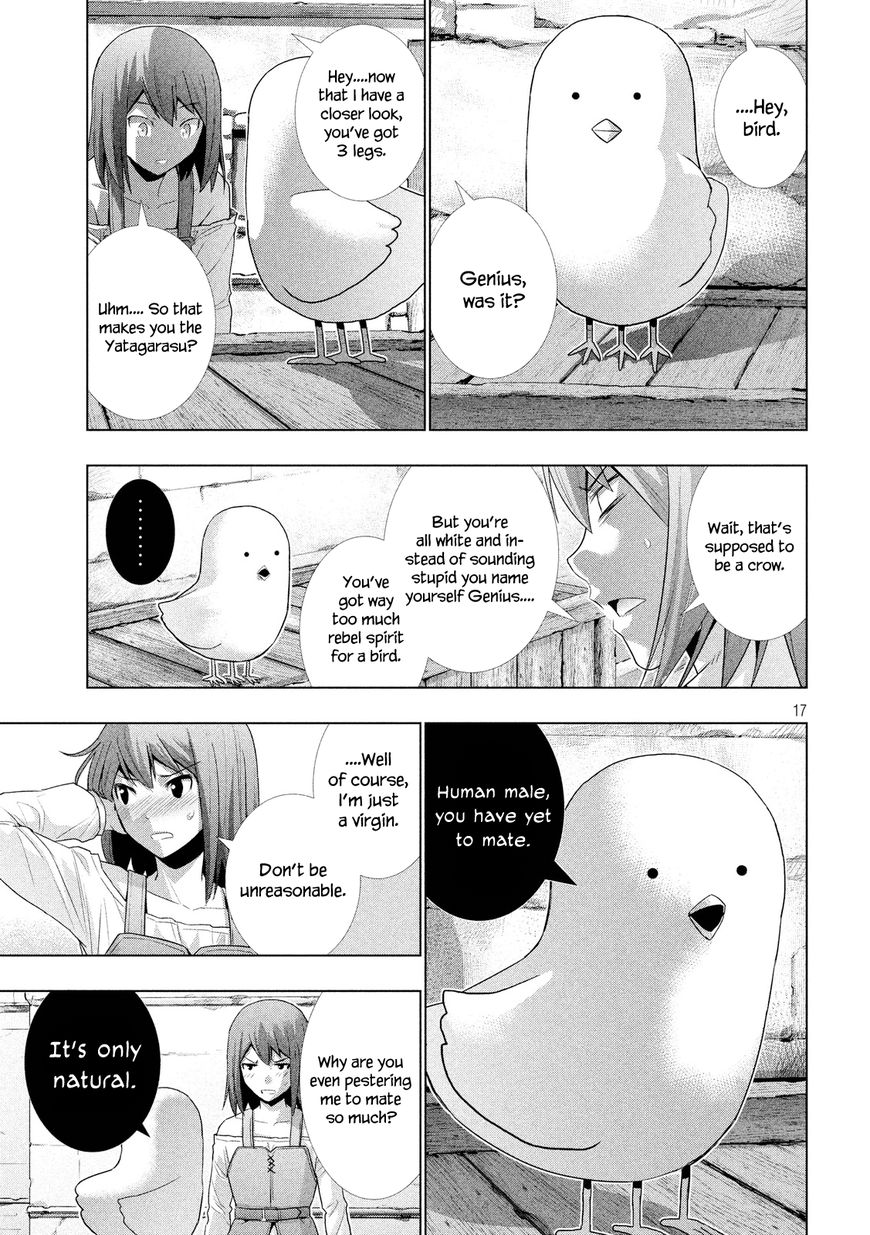 ....Hey,
bird.
Genius,
was it?
Hey....now
that I have a
closer look,
you've got
3 legs.
Uhm.... So that
makes you the
Yatagarasu?
Wait, that's
supposed to
be a crow.
But you're
all white and in-
stead of sounding
stupid you name
yourself Genius....
You've
got way
too much
rebel spirit
for a bird.
........
17
Human male,
you have yet
to mate.
....Well
of course,
I'm just
a virgin.
Don't be
unreasonable.
Why are you
even pestering
me to mate
so much?
It's only
natural.